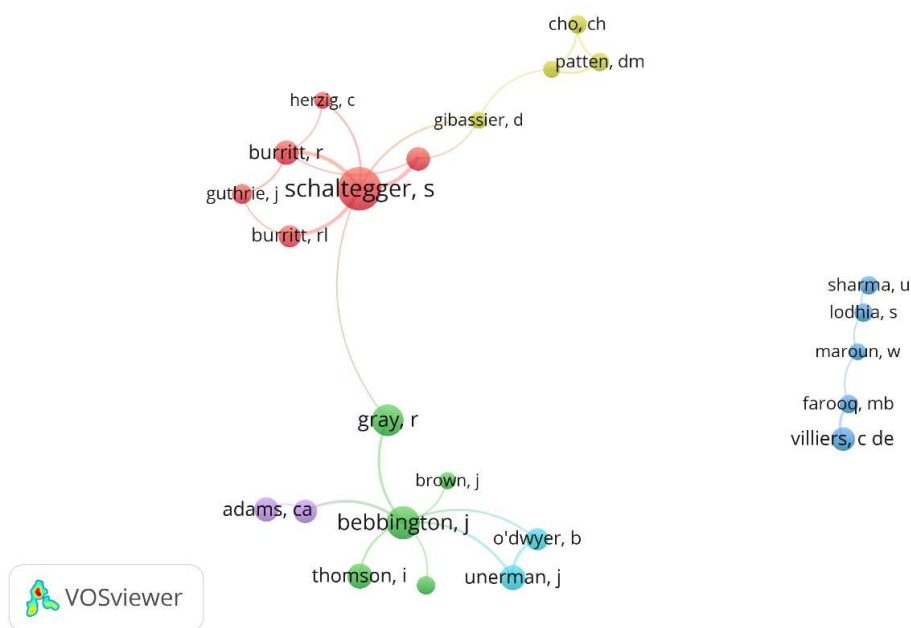 cho, ch
patten, dm
herzig, c
gibassier, d
burritt, r
schaltegger, s
guthrie, j
burritt, rl
sharma, u
lodhia, s
maroun, w
farooq, mb
villiers, c de
gray, r
brown, j
adams, ca
bebbington, j
o'dwyer, b
thomson, i
unerman, j
VOSviewer